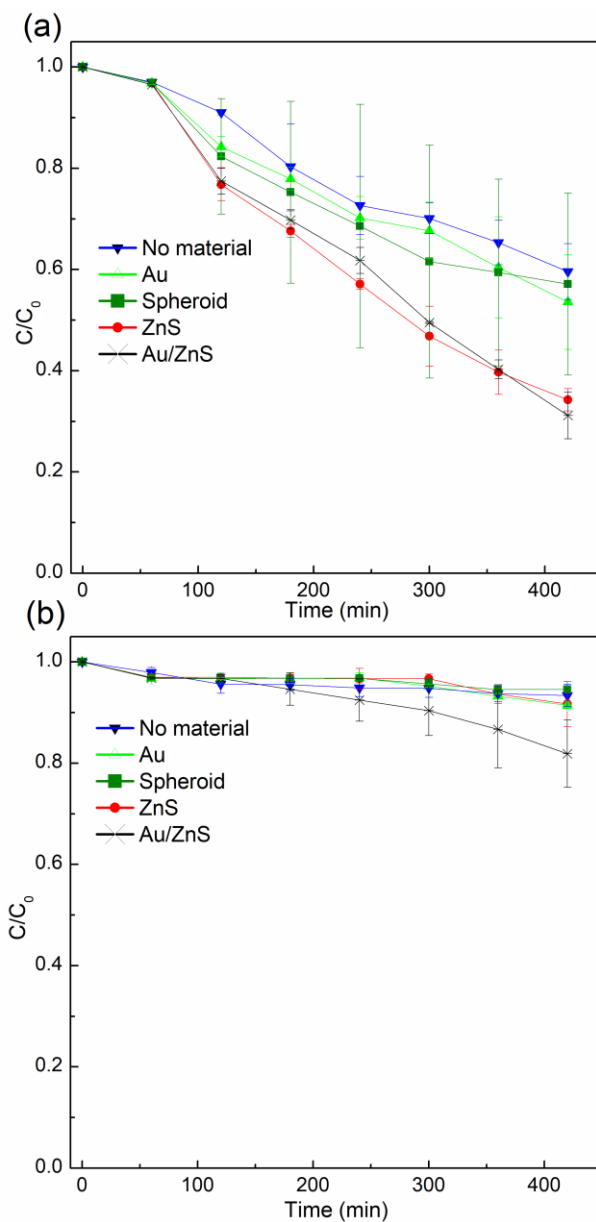 (a)
1.0
0.8
0.6
0.4
0.2
0.0
C/C₀
No material
Au
Spheroid
ZnS
Au/ZnS
0 100 200 300 400
Time (min)
(b)
1.0
0.8
0.6
0.4
0.2
0.0
C/C₀
No material
Au
Spheroid
ZnS
Au/ZnS
0 100 200 300 400
Time (min)